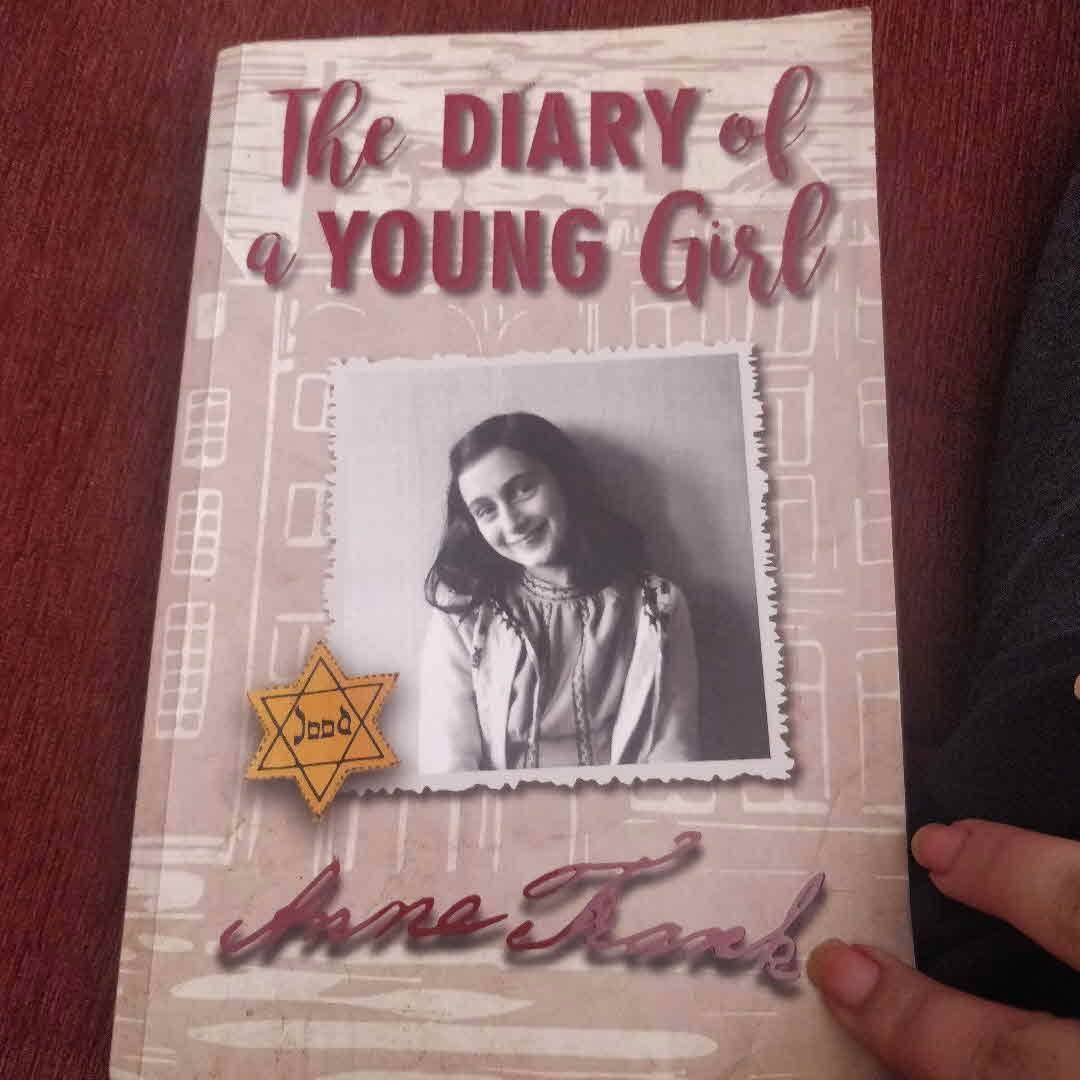 The DIARY of
a YOUNG Girl
Jood
Anne Frank